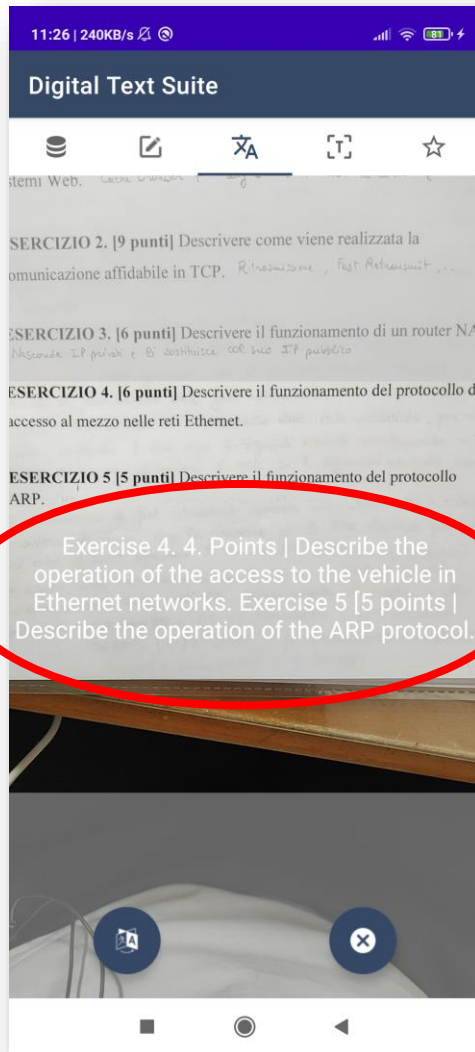 11:26 | 240KB/s
81
Digital Text Suite
stemi Web.
SERCIZIO 2. [9 punti] Descrivere come viene realizzata la
omunicazione affidabile in TCP. Ritrasmissione, Fast Retransmit,...
ESERCIZIO 3. [6 punti] Descrivere il funzionamento di un router NA
Nasconde IP privati e li sostituisce col suo IP pubblico
ESERCIZIO 4. [6 punti] Descrivere il funzionamento del protocollo d
accesso al mezzo nelle reti Ethernet.
ESERCIZIO 5 [5 punti] Descrivere il funzionamento del protocollo
ARP.
Exercise 4. 4. Points | Describe the
operation of the access to the vehicle in
Ethernet networks. Exercise 5 [5 points |
Describe the operation of the ARP protocol.